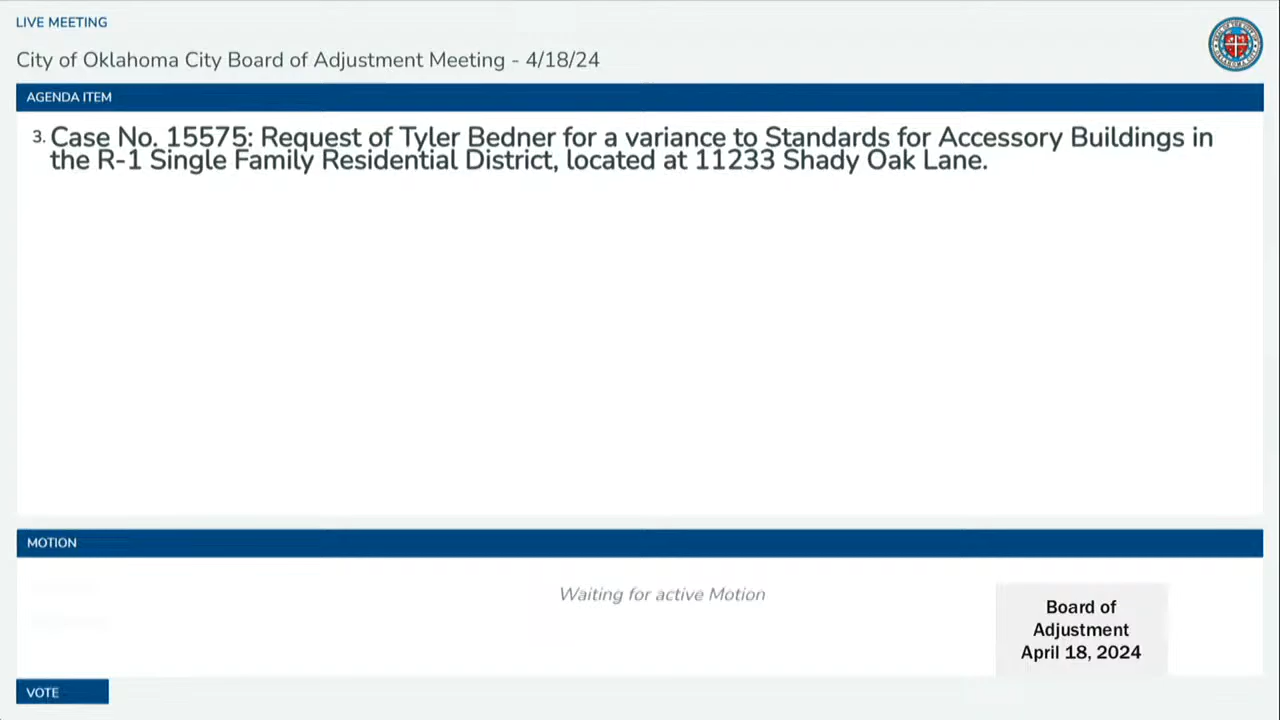 LIVE MEETING
City of Oklahoma City Board of Adjustment Meeting - 4/18/24
AGENDA ITEM
3. Case No. 15575: Request of Tyler Bedner for a variance to Standards for Accessory Buildings in
the R-1 Single Family Residential District, located at 11233 Shady Oak Lane.
MOTION
Waiting for active Motion
Board of
Adjustment
April 18, 2024
VOTE